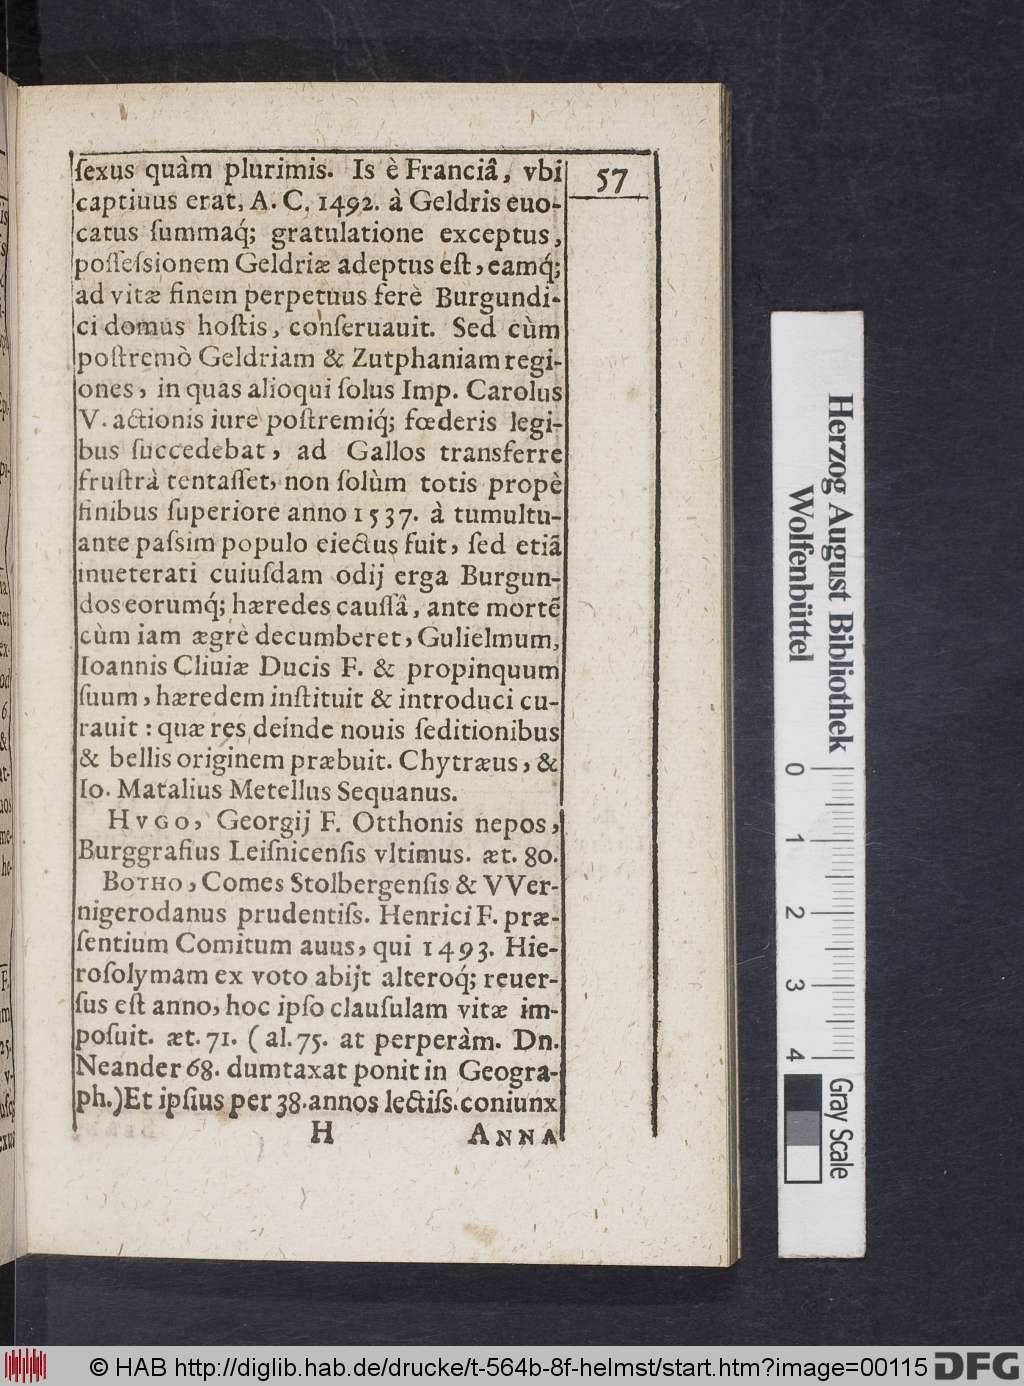 57
ſexus quàm plurimis. Is è Franciâ, vbi
captiuus erat, A. C. 1492. à Geldris euo-
catus ſummaq́; gratulatione exceptus,
poſſeſsionem Geldriæ adeptus eſt, eamq́;
ad vitæ finem perpetuus ferè Burgundi-
ci domus hoſtis, conſeruauit. Sed cùm
poſtremò Geldriam & Zutphaniam regi-
ones, in quas alioqui ſolus Imp. Carolus
V. actionis iure poſtremiq́; fœderis legi-
bus ſuccedebat, ad Gallos transferre
fruſtrà tentaſſet, non ſolùm totis propè
finibus ſuperiore anno 1537. à tumultu-
ante paſsim populo eiectus fuit, ſed etiã
inueterati cuiuſdam odij erga Burgun-
dos eorumq́; hæredes cauſſâ, ante mortẽ
cùm iam ægrè decumberet, Gulielmum,
Ioannis Cliuiæ Ducis F. & propinquum
ſuum, hæredem inſtituit & introduci cu-
rauit : quæ res deinde nouis ſeditionibus
& bellis originem præbuit. Chytræus, &
Io. Matalius Metellus Sequanus.
HVGO, Georgij F. Otthonis nepos,
Burggrafius Leiſnicenſis vltimus. æt. 80.
BOTHO, Comes Stolbergenſis & VVer-
nigerodanus prudentiſs. Henrici F. præ-
ſentium Comitum auus, qui 1493. Hie-
roſolymam ex voto abijt alteroq́; reuer-
ſus eſt anno, hoc ipſo clauſulam vitæ im-
poſuit. æt. 71. ( al. 75. at perperàm. Dn.
Neander 68. dumtaxat ponit in Geogra-
ph.) Et ipſius per 38. annos lectiſs. coniunx
H ANNA
Herzog August Bibliothek
Wolfenbüttel
0 1 2 3 4
Gray Scale
© HAB http://diglib.hab.de/drucke/t-564b-8f-helmst/start.htm?image=00115
DFG